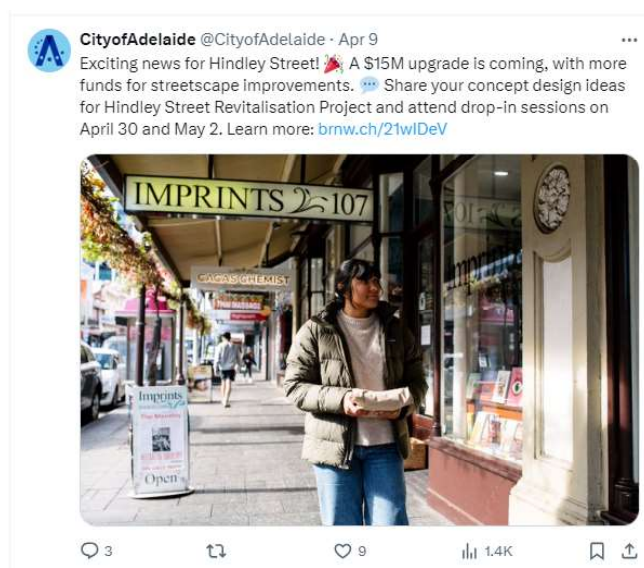 CityofAdelaide @CityofAdelaide · Apr 9
Exciting news for Hindley Street! 🎉 A $15M upgrade is coming, with more
funds for streetscape improvements. 💬 Share your concept design ideas
for Hindley Street Revitalisation Project and attend drop-in sessions on
April 30 and May 2. Learn more: brnw.ch/21wIDeV
IMPRINTS 107
107
CHEMIST
THAI MASSAGE
Imprints
Imprints
Open
3
9
1.4K